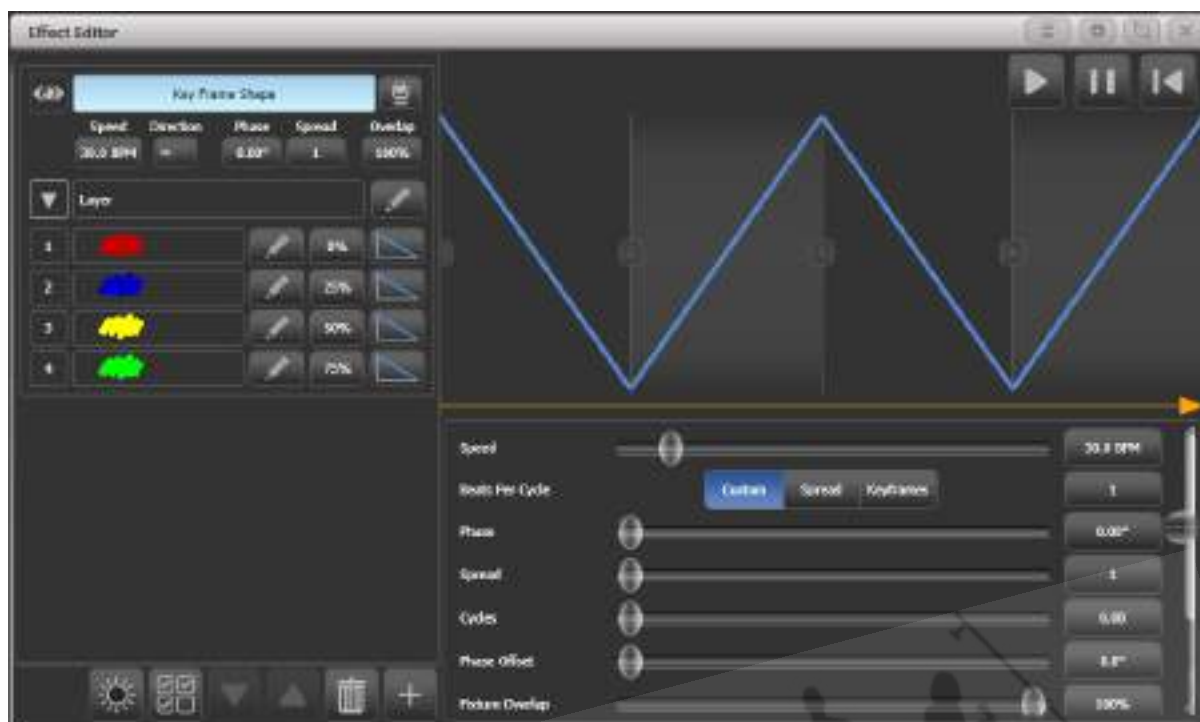 Effect Editor
Key Frame Shape
Speed Direction Phase Spread Overlap
30.0 BPM 0.00° 1 100%
Layer
1 0%
2 25%
3 50%
4 75%
Speed 30.0 BPM
Beats Per Cycle Custom Spread Keyframes 1
Phase 0.00°
Spread 1
Cycles 0.00
Phase Offset 0.0°
Fixture Overlap 100%